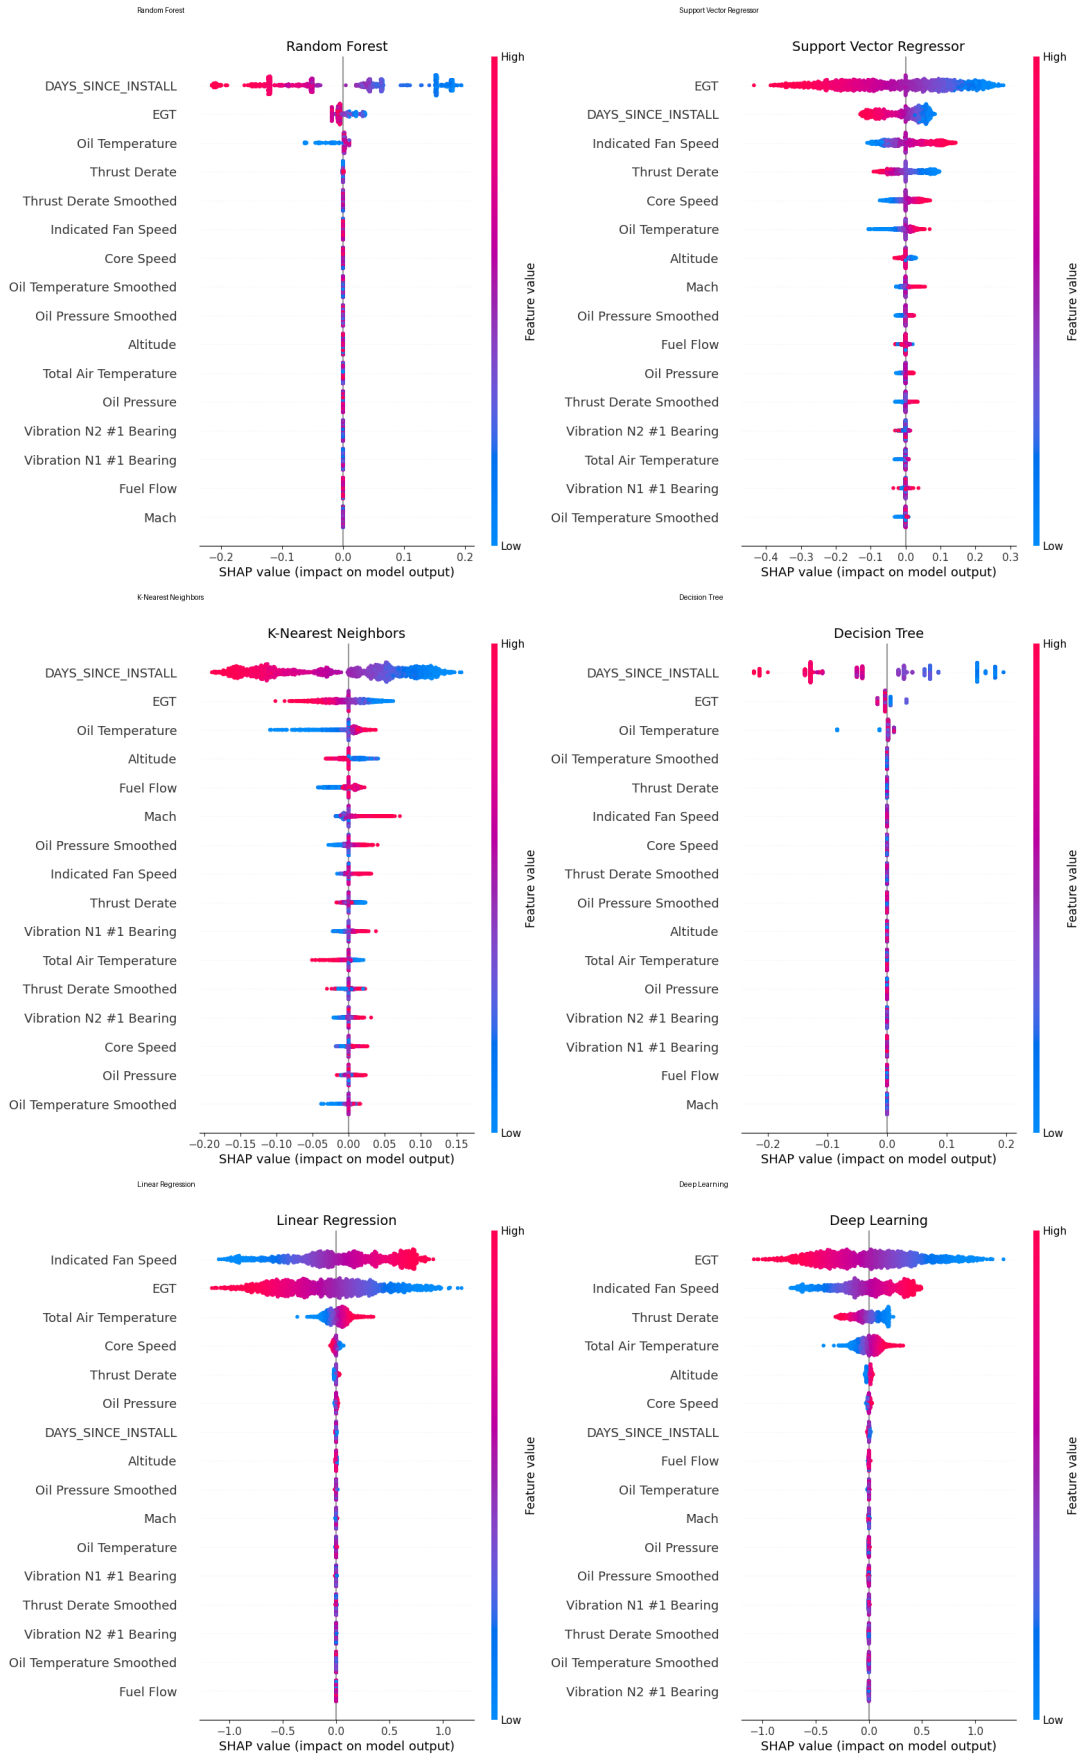 Random Forest
Random Forest
DAYS_SINCE_INSTALL
EGT
Oil Temperature
Thrust Derate
Thrust Derate Smoothed
Indicated Fan Speed
Core Speed
Oil Temperature Smoothed
Oil Pressure Smoothed
Altitude
Total Air Temperature
Oil Pressure
Vibration N2 #1 Bearing
Vibration N1 #1 Bearing
Fuel Flow
Mach
−0.2 −0.1 0.0 0.1 0.2
SHAP value (impact on model output)
High
Feature value
Low
Support Vector Regressor
Support Vector Regressor
EGT
DAYS_SINCE_INSTALL
Indicated Fan Speed
Thrust Derate
Core Speed
Oil Temperature
Altitude
Mach
Oil Pressure Smoothed
Fuel Flow
Oil Pressure
Thrust Derate Smoothed
Vibration N2 #1 Bearing
Total Air Temperature
Vibration N1 #1 Bearing
Oil Temperature Smoothed
−0.4 −0.3 −0.2 −0.1 0.0 0.1 0.2 0.3
SHAP value (impact on model output)
High
Feature value
Low
K-Nearest Neighbors
K-Nearest Neighbors
DAYS_SINCE_INSTALL
EGT
Oil Temperature
Altitude
Fuel Flow
Mach
Oil Pressure Smoothed
Indicated Fan Speed
Thrust Derate
Vibration N1 #1 Bearing
Total Air Temperature
Thrust Derate Smoothed
Vibration N2 #1 Bearing
Core Speed
Oil Pressure
Oil Temperature Smoothed
−0.20 −0.15 −0.10 −0.05 0.00 0.05 0.10 0.15
SHAP value (impact on model output)
High
Feature value
Low
Decision Tree
Decision Tree
DAYS_SINCE_INSTALL
EGT
Oil Temperature
Oil Temperature Smoothed
Thrust Derate
Indicated Fan Speed
Core Speed
Thrust Derate Smoothed
Oil Pressure Smoothed
Altitude
Total Air Temperature
Oil Pressure
Vibration N2 #1 Bearing
Vibration N1 #1 Bearing
Fuel Flow
Mach
−0.2 −0.1 0.0 0.1 0.2
SHAP value (impact on model output)
High
Feature value
Low
Linear Regression
Linear Regression
Indicated Fan Speed
EGT
Total Air Temperature
Core Speed
Thrust Derate
Oil Pressure
DAYS_SINCE_INSTALL
Altitude
Oil Pressure Smoothed
Mach
Oil Temperature
Vibration N1 #1 Bearing
Thrust Derate Smoothed
Vibration N2 #1 Bearing
Oil Temperature Smoothed
Fuel Flow
−1.0 −0.5 0.0 0.5 1.0
SHAP value (impact on model output)
High
Feature value
Low
Deep Learning
Deep Learning
EGT
Indicated Fan Speed
Thrust Derate
Total Air Temperature
Altitude
Core Speed
DAYS_SINCE_INSTALL
Fuel Flow
Oil Temperature
Mach
Oil Pressure
Oil Pressure Smoothed
Vibration N1 #1 Bearing
Thrust Derate Smoothed
Oil Temperature Smoothed
Vibration N2 #1 Bearing
−1.0 −0.5 0.0 0.5 1.0
SHAP value (impact on model output)
High
Feature value
Low